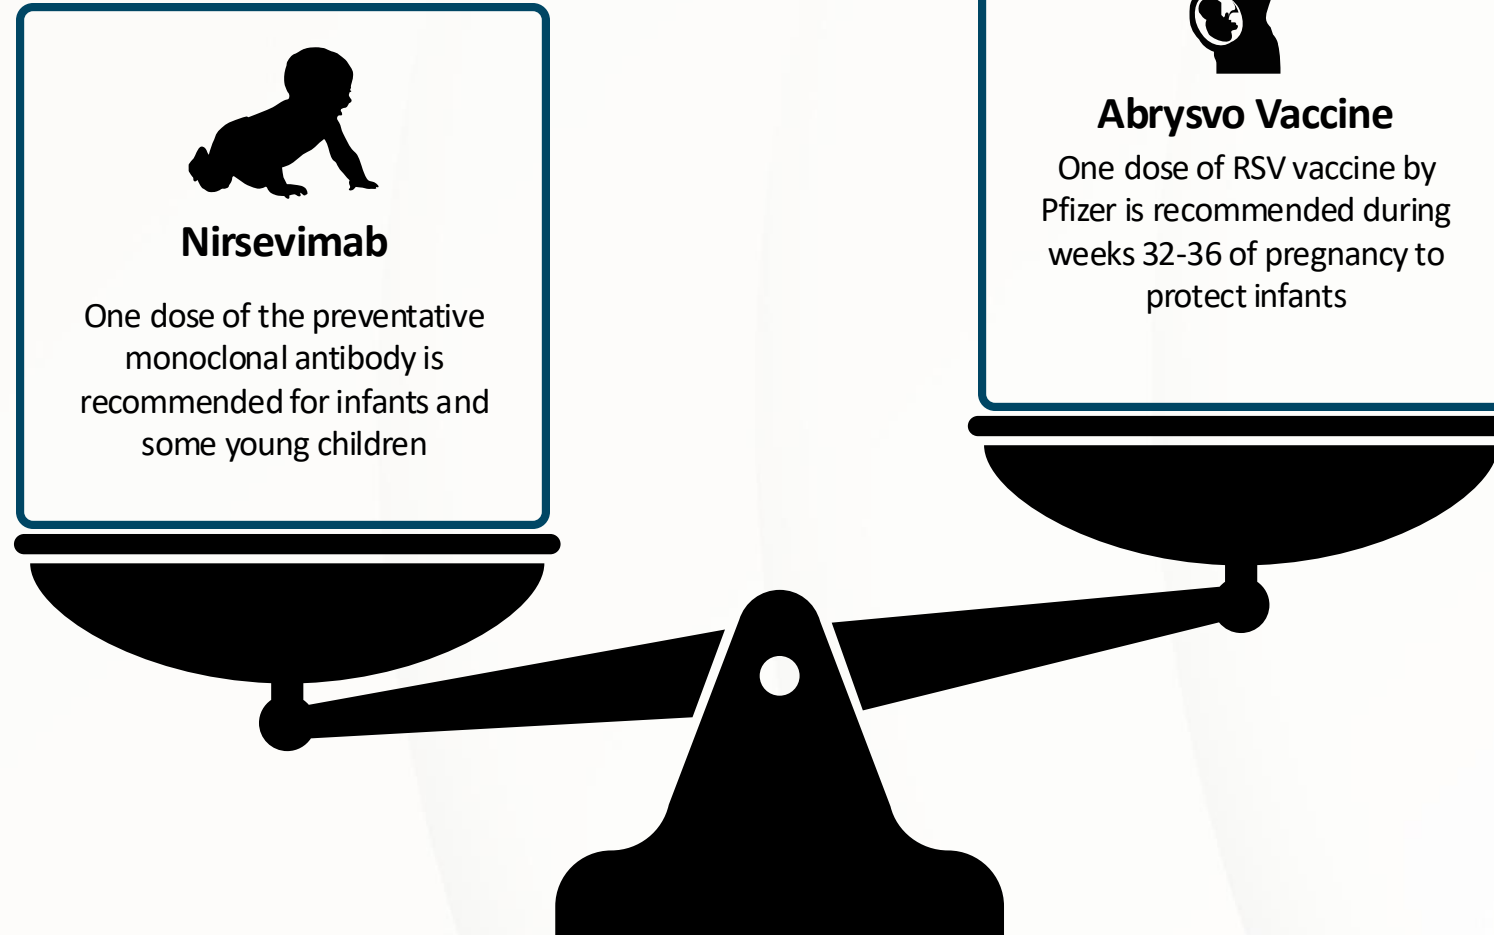 Nirsevimab
One dose of the preventative
monoclonal antibody is
recommended for infants and
some young children
Abrysvo Vaccine
One dose of RSV vaccine by
Pfizer is recommended during
weeks 32-36 of pregnancy to
protect infants